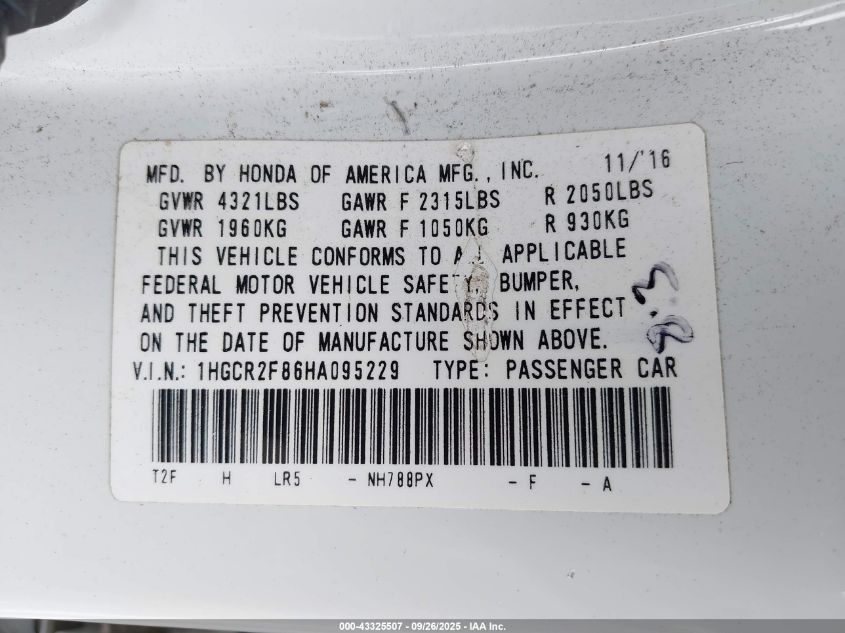 MFD. BY HONDA OF AMERICA MFG., INC. 11/'16
GVWR 4321LBS GAWR F 2315LBS R 2050LBS
GVWR 1960KG GAWR F 1050KG R 930KG
THIS VEHICLE CONFORMS TO ALL APPLICABLE
FEDERAL MOTOR VEHICLE SAFETY, BUMPER,
AND THEFT PREVENTION STANDARDS IN EFFECT
ON THE DATE OF MANUFACTURE SHOWN ABOVE.
V.I.N.: 1HGCR2F86HA095229 TYPE: PASSENGER CAR
T2F H LR5 - NH788PX - F - A
000-43325507 - 09/26/2025 - IAA Inc.